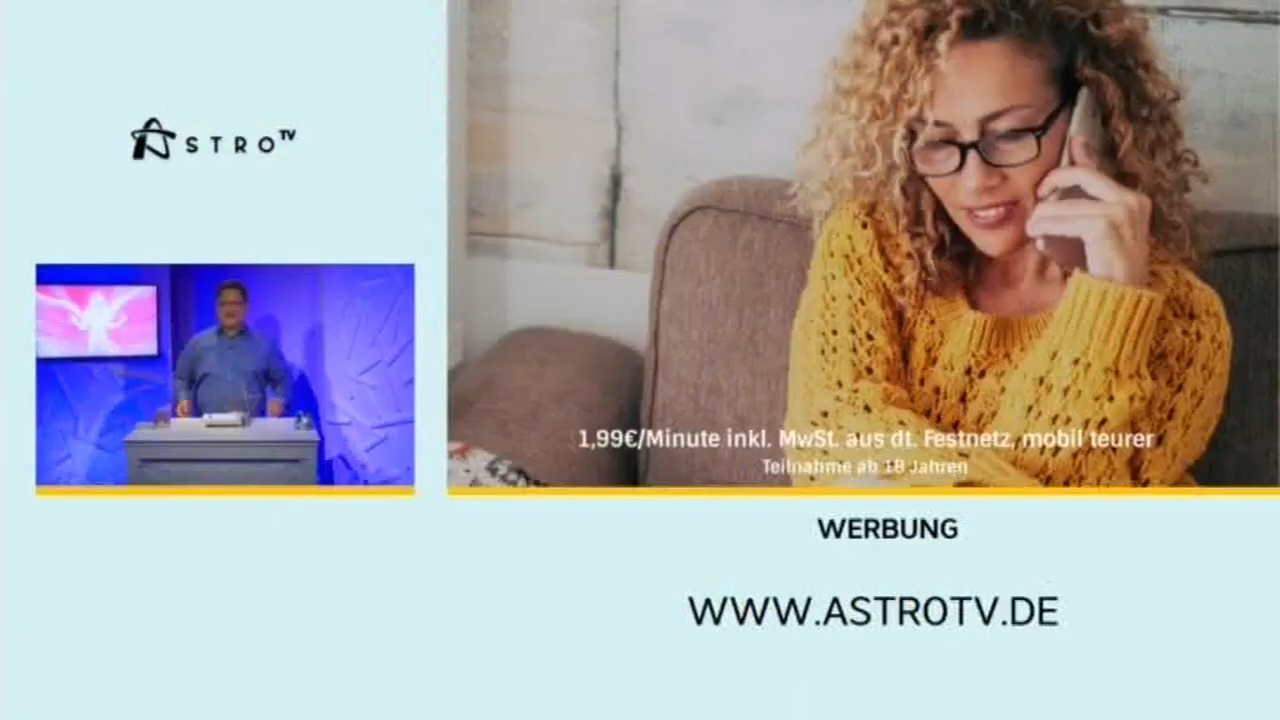 ASTRO TV
1,99€/Minute inkl. MwSt. aus dt. Festnetz, mobil teurer
Teilnahme ab 18 Jahren
WERBUNG
WWW.ASTROTV.DE